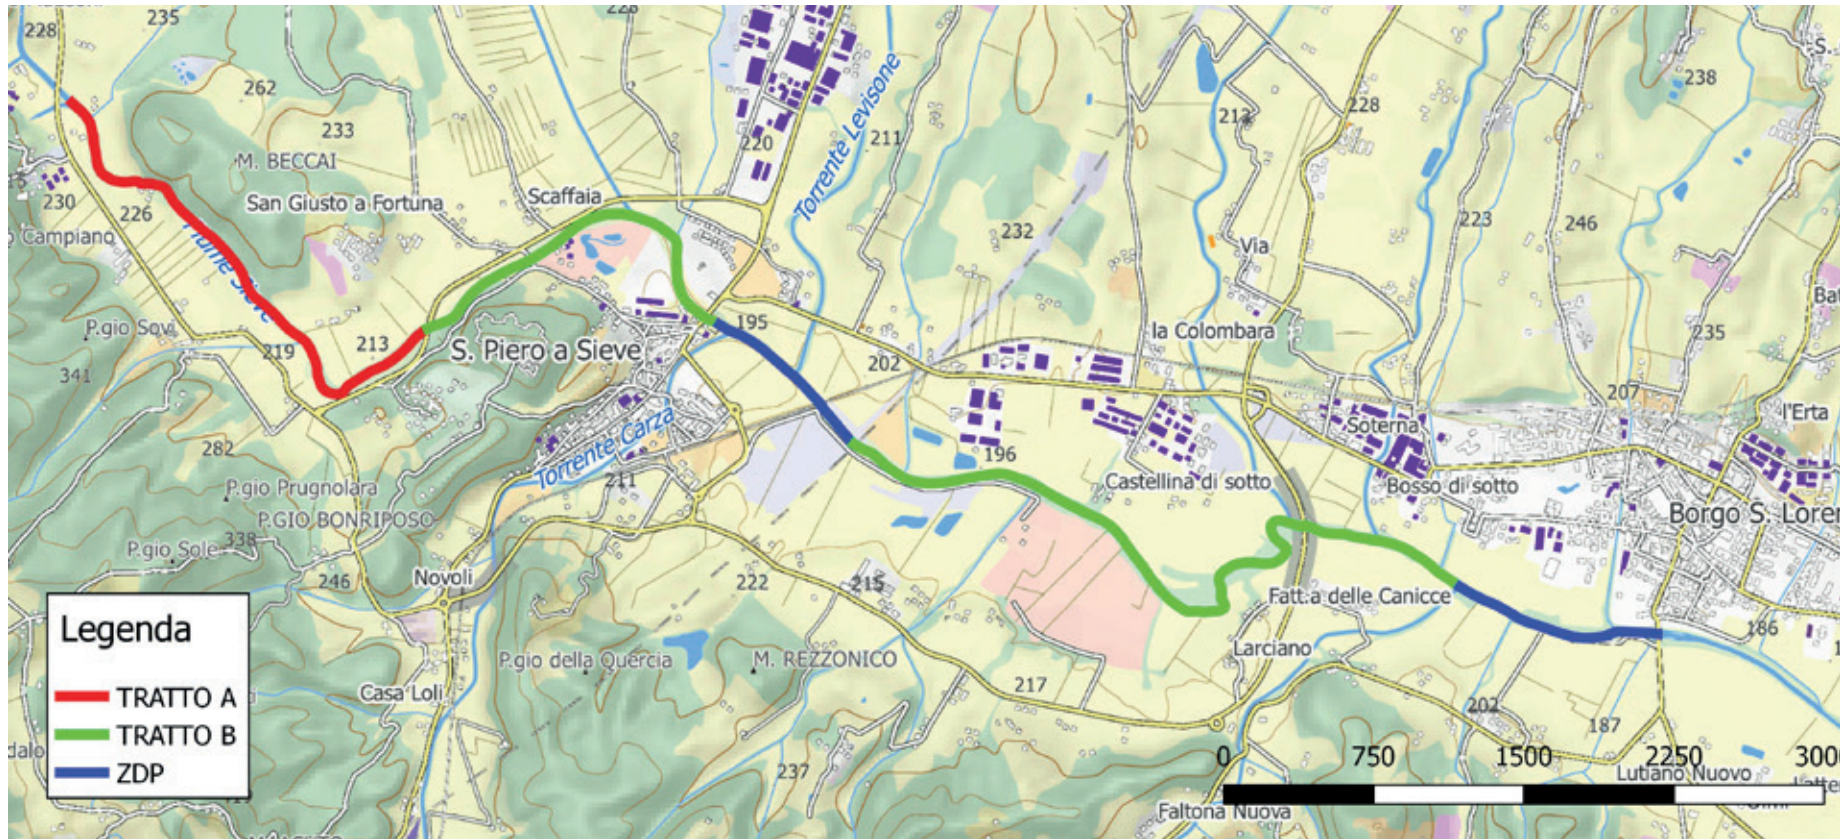 235
228
262
233
M. BECCAI
San Giusto a Fortuna
230
226
Campiano
Fiume Sieve
P.gio Sovi
219
213
341
Scaffaia
220
Torrente Levisone
211
232
S. Piero a Sieve
195
202
Torrente Carza
211
196
282
P.gio Prugnolara
P.GIO BONRIPOSO
338
P.gio Sole
246
Novoli
Casa Loli
P.gio della Quercia
222
215
M. REZZONICO
217
237
213
228
Via
la Colombara
223
246
238
235
207
l'Erta
Soterna
Castellina di sotto
Bosso di sotto
Borgo S. Loren
Fatt.a delle Canicce
Larciano
186
202
187
Lutiano Nuovo
Faltona Nuova
Legenda
TRATTO A
TRATTO B
ZDP
0 750 1500 2250 3000